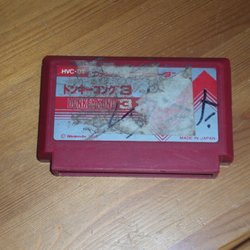 HVC-
ドンキーコング3
DONKEY KONG 3
© Nintendo
MADE IN JAPAN